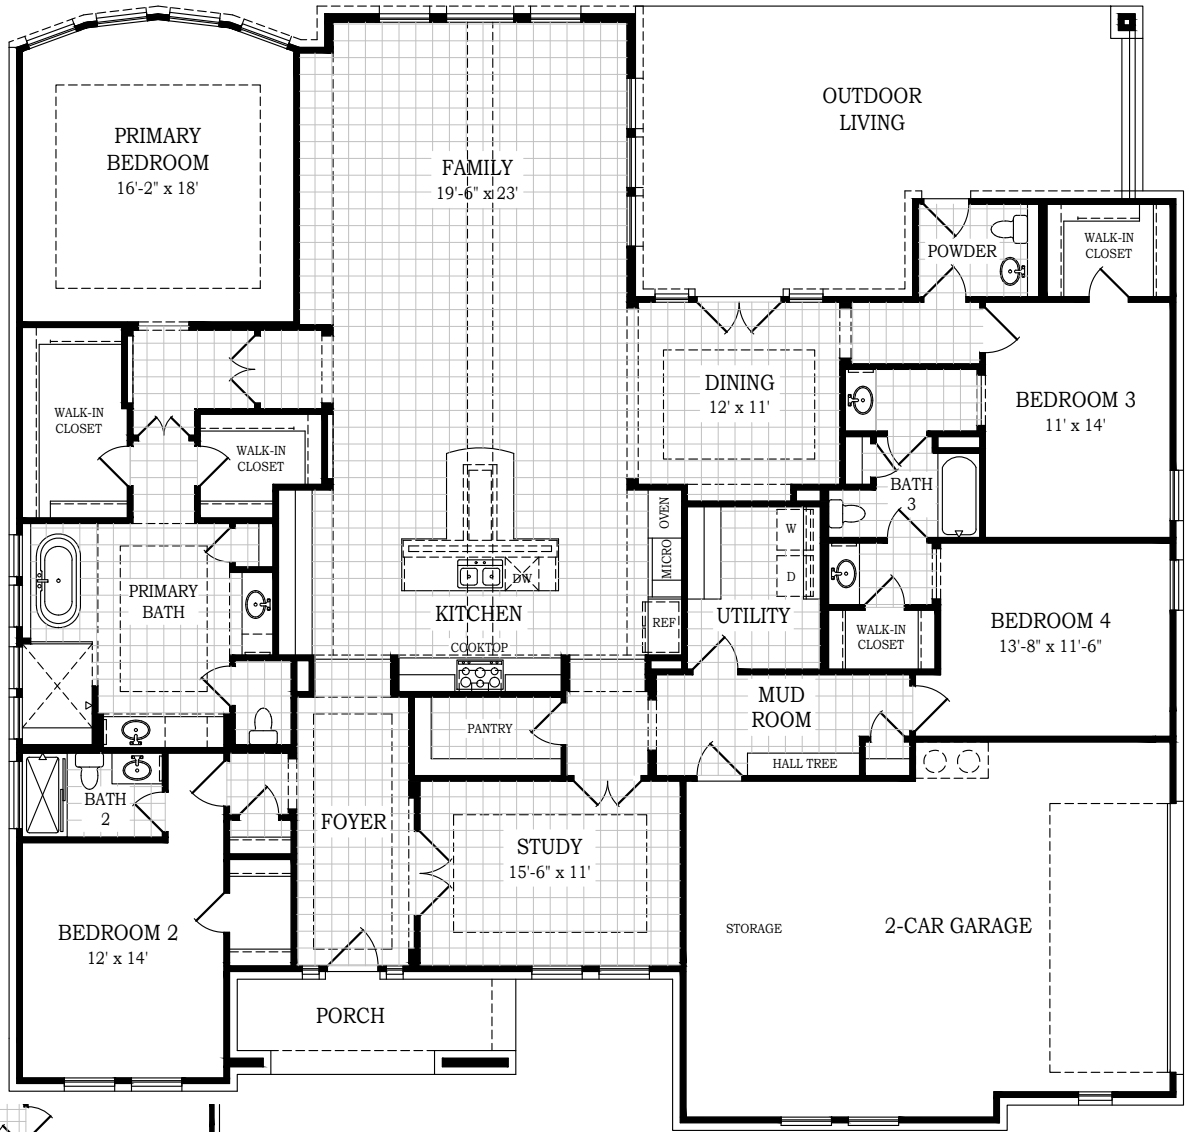 OUTDOOR
LIVING
PRIMARY
BEDROOM
16'-2" x 18'
FAMILY
19'-6" x 23'
POWDER
WALK-IN
CLOSET
DINING
12' x 11'
BEDROOM 3
11' x 14'
WALK-IN
CLOSET
WALK-IN
CLOSET
BATH
3
OVEN
MICRO
W
D
DW
PRIMARY
BATH
KITCHEN
COOKTOP
REF
UTILITY
WALK-IN
CLOSET
BEDROOM 4
13'-8" x 11'-6"
MUD
ROOM
PANTRY
HALL TREE
BATH
2
FOYER
STUDY
15'-6" x 11'
BEDROOM 2
12' x 14'
STORAGE
2-CAR GARAGE
PORCH